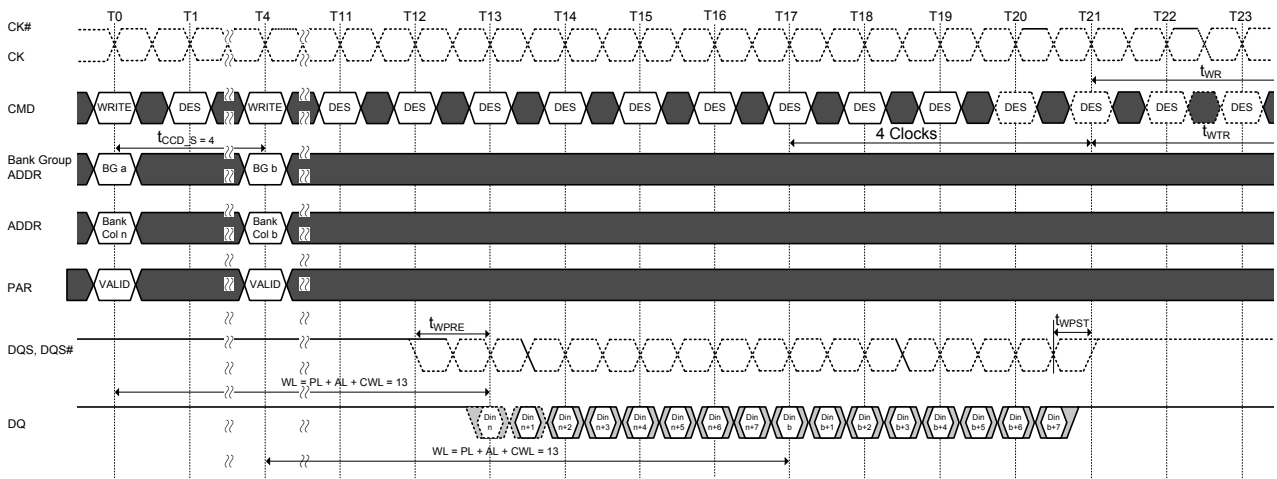 T0 T1 T4 T11 T12 T13 T14 T15 T16 T17 T18 T19 T20 T21 T22 T23
CK#
CK
tWR
CMD WRITE DES WRITE DES DES DES DES DES DES DES DES DES DES DES DES DES
tCCD_S = 4
4 Clocks
tWTR
Bank Group
ADDR
BG a
BG b
ADDR
Bank
Col n
Bank
Col b
PAR VALID VALID
tWPRE
tWPST
DQS, DQS#
WL = PL + AL + CWL = 13
DQ
Din
n
Din
n+1
Din
n+2
Din
n+3
Din
n+4
Din
n+5
Din
n+6
Din
n+7
Din
b
Din
b+1
Din
b+2
Din
b+3
Din
b+4
Din
b+5
Din
b+6
Din
b+7
WL = PL + AL + CWL = 13